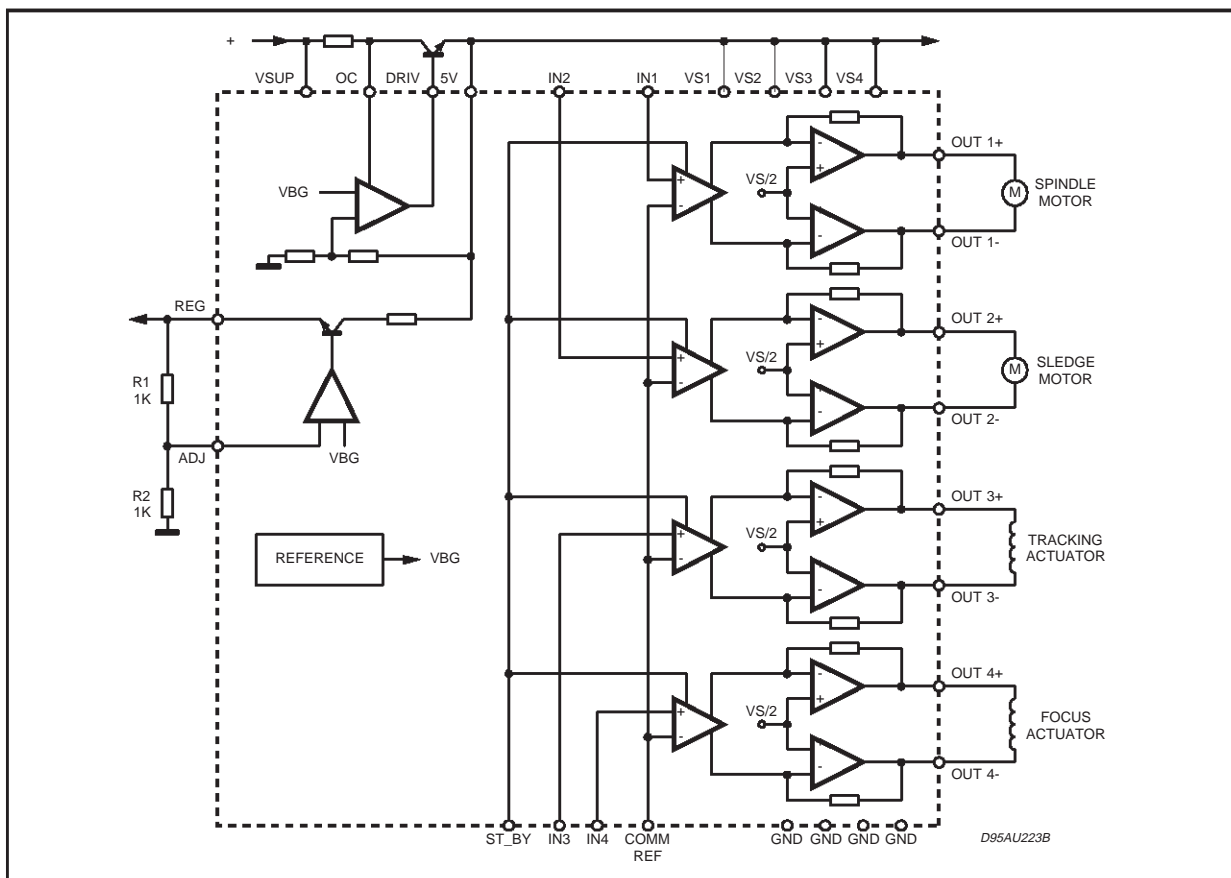 +
VSUP OC DRIV 5V IN2 IN1 VS1 VS2 VS3 VS4
VBG
+
-
VS/2
-
+
+
-
OUT 1+
M
SPINDLE
MOTOR
OUT 1-
REG
R1
1K
ADJ
VBG
R2
1K
+
-
VS/2
-
+
+
-
OUT 2+
M
SLEDGE
MOTOR
OUT 2-
REFERENCE
VBG
+
-
VS/2
-
+
+
-
OUT 3+
TRACKING
ACTUATOR
OUT 3-
+
-
VS/2
-
+
+
-
OUT 4+
FOCUS
ACTUATOR
OUT 4-
ST_BY IN3 IN4 COMM
REF
GND GND GND GND
D95AU223B